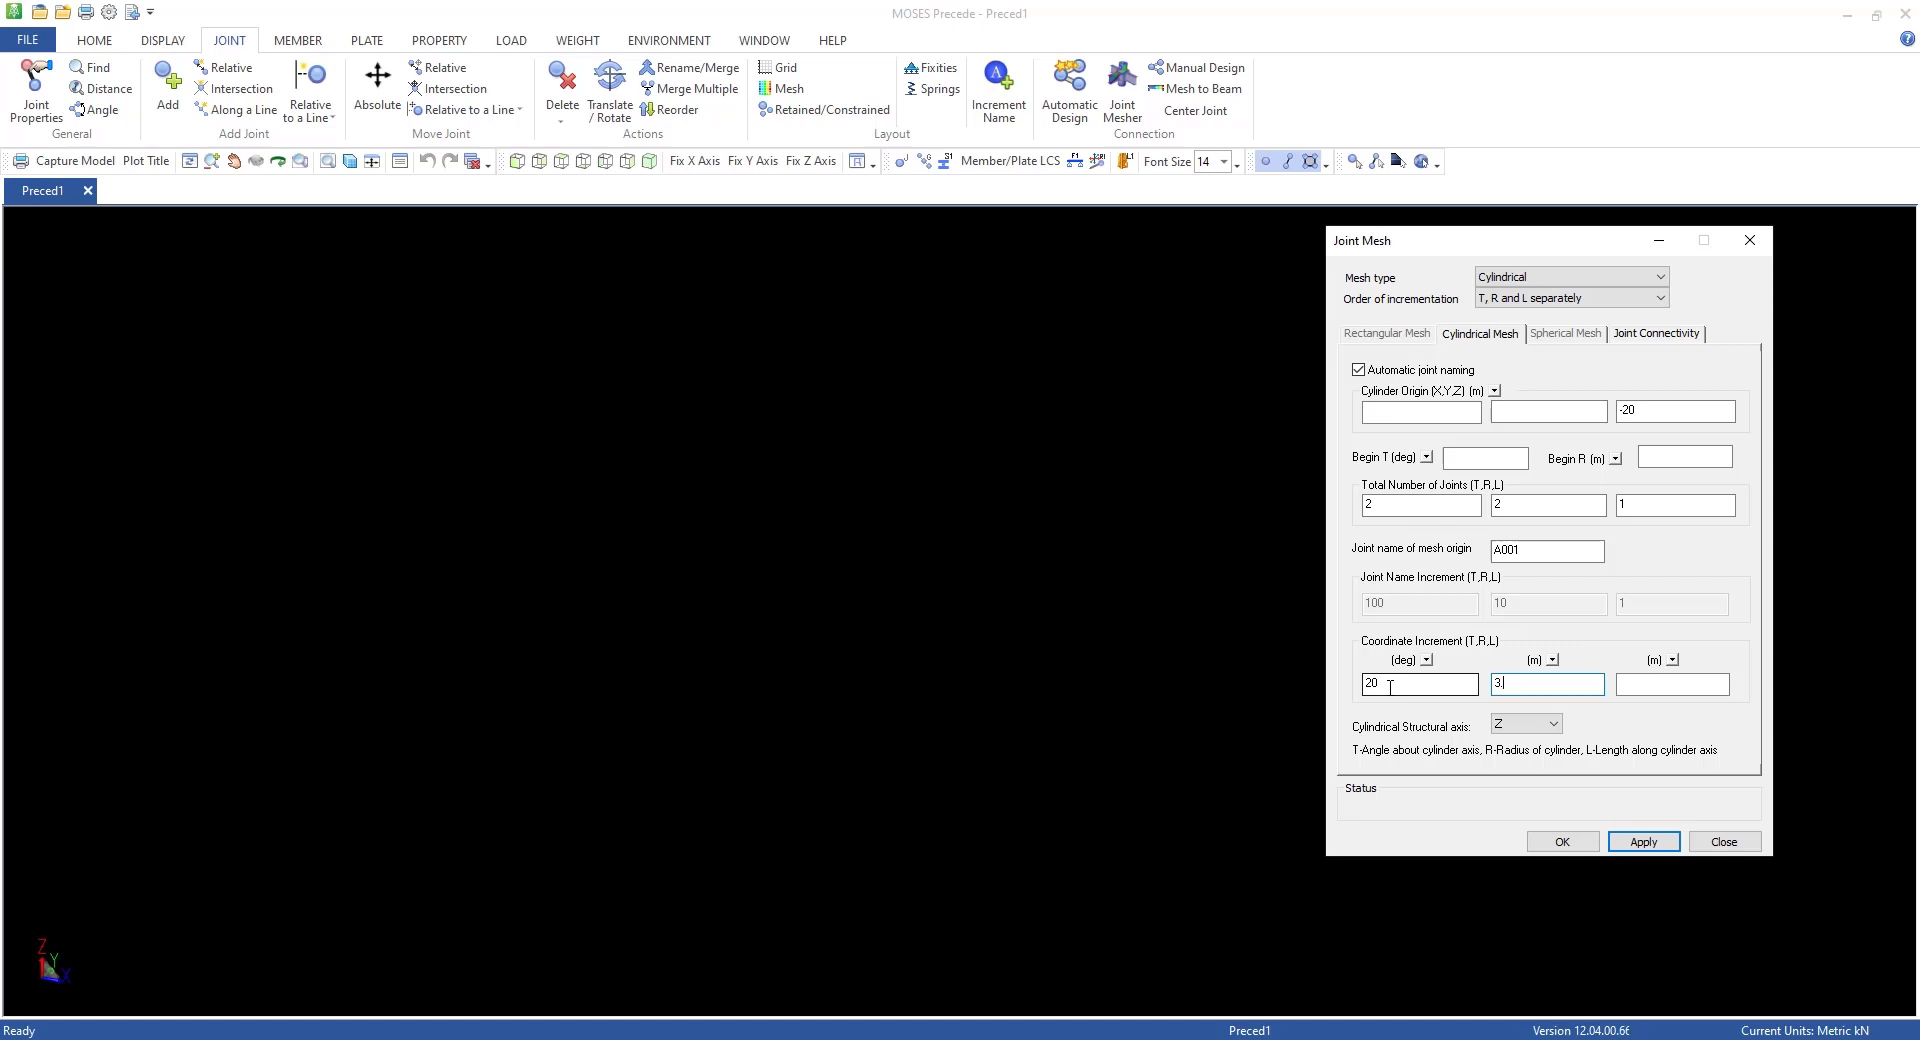 MOSES Precede - Preced1
FILE HOME DISPLAY JOINT MEMBER PLATE PROPERTY LOAD WEIGHT ENVIRONMENT WINDOW HELP
Joint Properties
Find
Distance
Angle
General
Add
Relative
Intersection
Along a Line
Relative to a Line
Add Joint
Absolute
Relative
Intersection
Relative to a Line
Move Joint
Delete
Translate / Rotate
Rename/Merge
Merge Multiple
Reorder
Actions
Grid
Mesh
Retained/Constrained
Fixities
Springs
Increment Name
Layout
Automatic Design
Joint Mesher
Manual Design
Mesh to Beam
Center Joint
Connection
Capture Model Plot Title Fix X Axis Fix Y Axis Fix Z Axis Member/Plate LCS Font Size 14
Preced1
Joint Mesh
Mesh type Cylindrical
Order of incrementation T, R and L separately
Rectangular Mesh Cylindrical Mesh Spherical Mesh Joint Connectivity
Automatic joint naming
Cylinder Origin (X,Y,Z) (m)
-20
Begin T (deg) Begin R (m)
Total Number of Joints (T,R,L)
2 2 1
Joint name of mesh origin A001
Joint Name Increment (T,R,L)
100 10 1
Coordinate Increment (T,R,L)
(deg) (m) (m)
20 3.
Cylindrical Structural axis: Z
T-Angle about cylinder axis, R-Radius of cylinder, L-Length along cylinder axis
Status
OK Apply Close
Z
Y
X
Ready Preced1 Version 12.04.00.66 Current Units: Metric kN